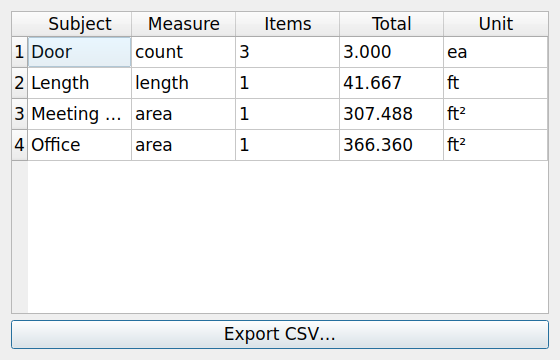 Subject Measure Items Total Unit
1 Door count 3 3.000 ea
2 Length length 1 41.667 ft
3 Meeting ... area 1 307.488 ft²
4 Office area 1 366.360 ft²
Export CSV...